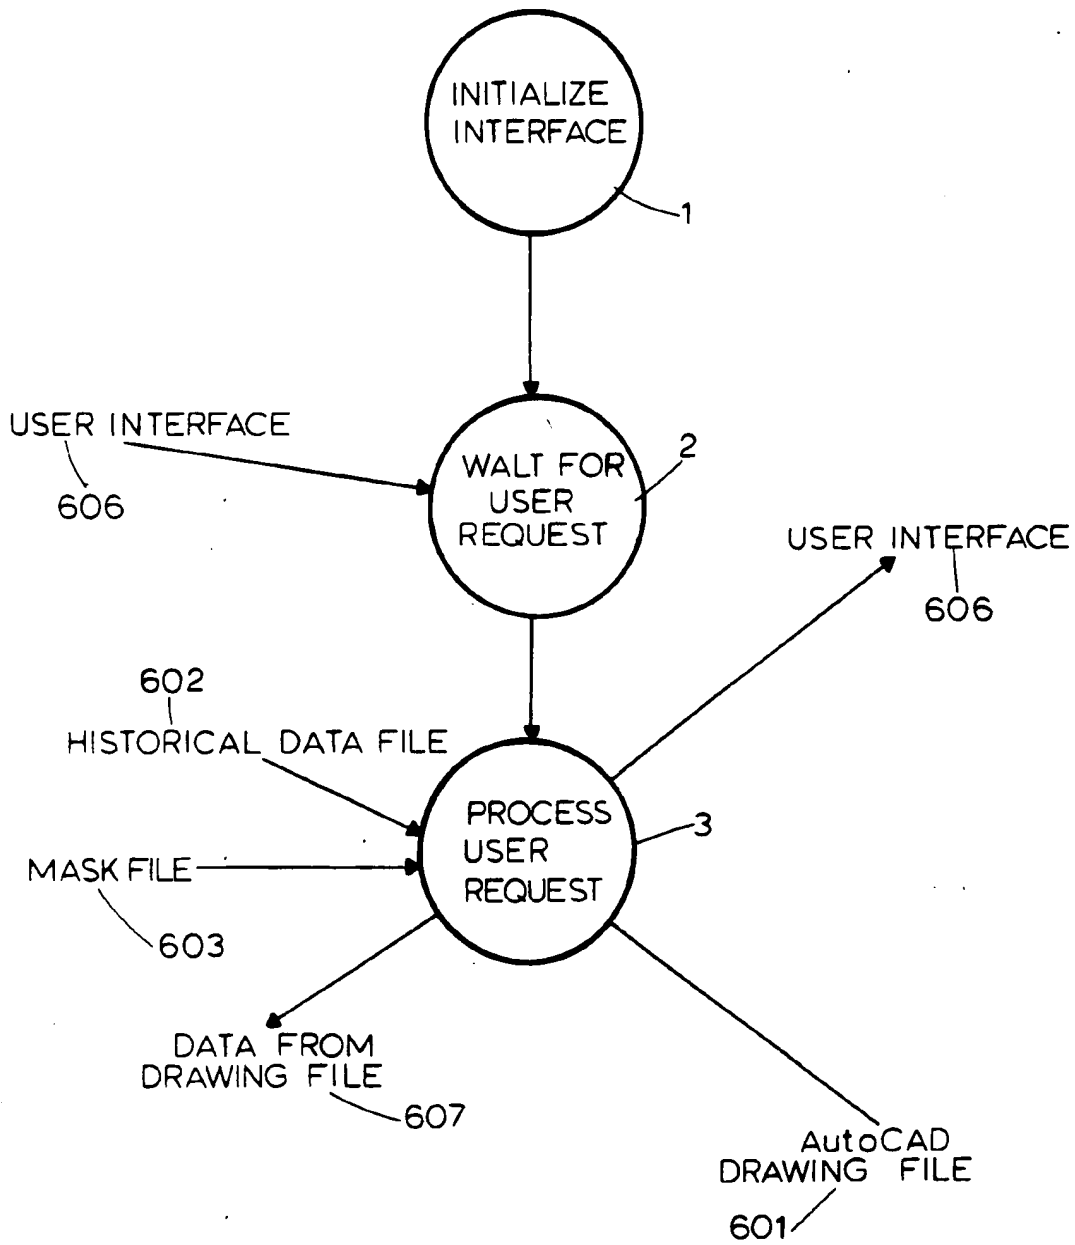 INITIALIZE
INTERFACE
1
USER INTERFACE
606
WALT FOR
USER
REQUEST
2
USER INTERFACE
606
602
HISTORICAL DATA FILE
PROCESS
USER
REQUEST
3
MASK FILE
603
DATA FROM
DRAWING FILE
607
AutoCAD
DRAWING FILE
601